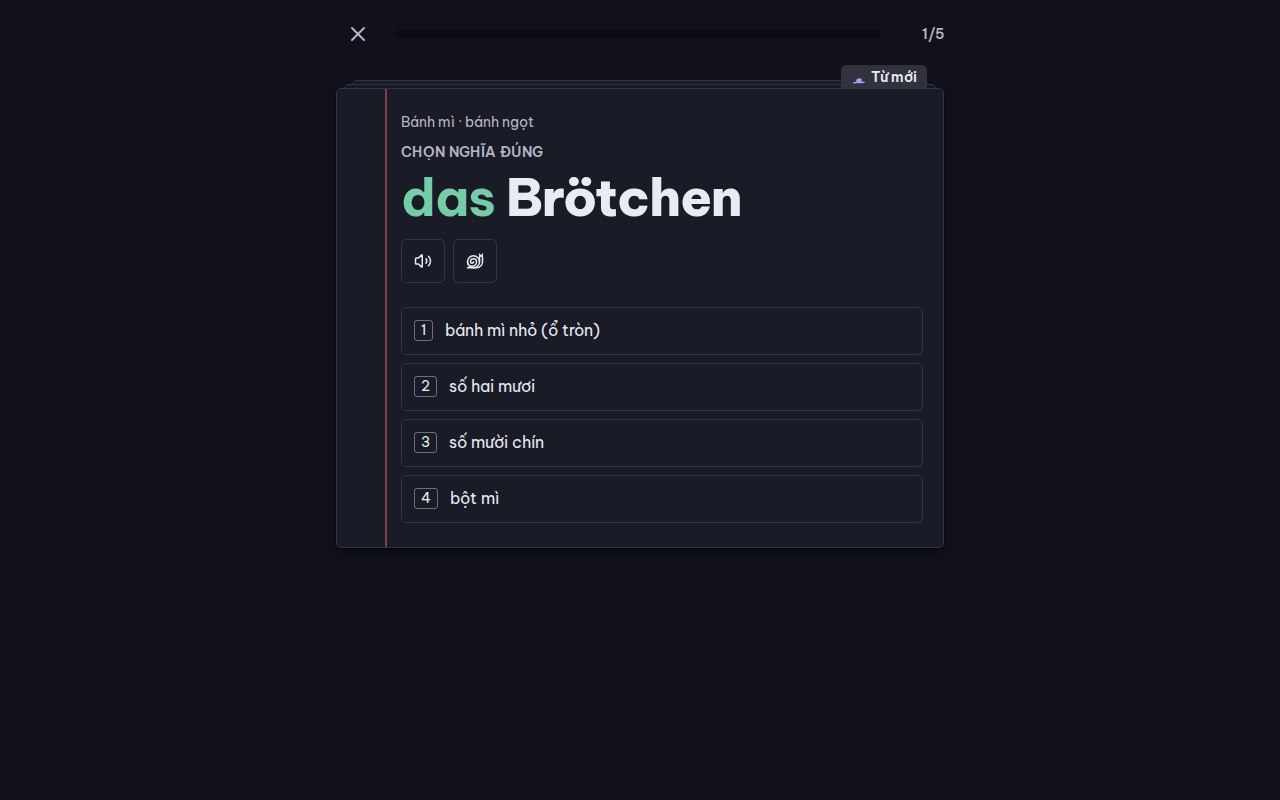 1/5
Từ mới
Bánh mì · bánh ngọt
CHỌN NGHĨA ĐÚNG
das Brötchen
1 bánh mì nhỏ (ổ tròn)
2 số hai mươi
3 số mười chín
4 bột mì